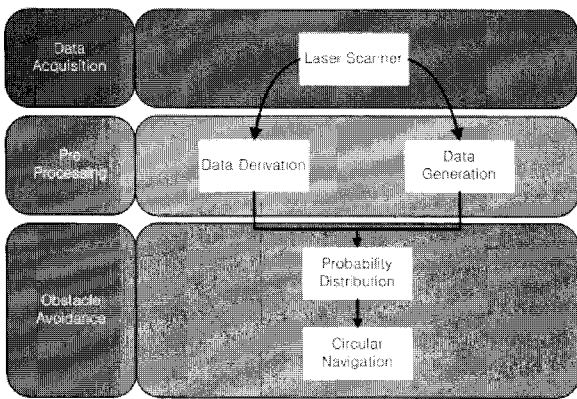 Data
Acquisition
Laser Scanner
Pre
Processing
Data Derivation
Data
Generation
Obstacle
Avoidance
Probability
Distribution
Circular
Navigation